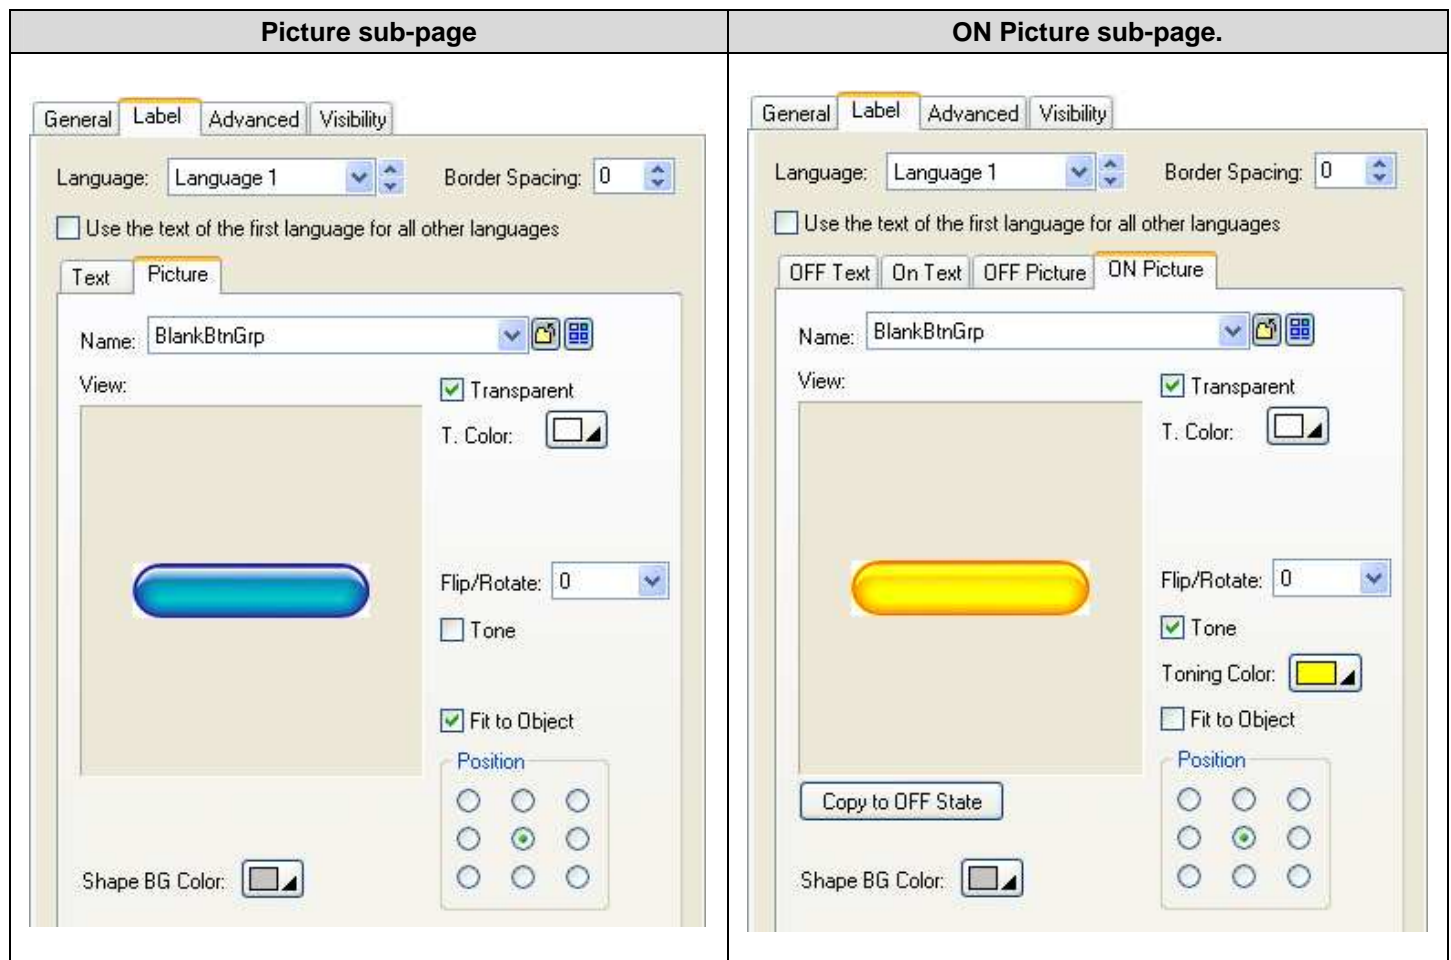 Picture sub-page
General Label Advanced Visibility
Language: Language 1 Border Spacing: 0
Use the text of the first language for all other languages
Text Picture
Name: BlankBtnGrp
View:
Transparent
T. Color:
Flip/Rotate: 0
Tone
Fit to Object
Position
Shape BG Color:
ON Picture sub-page.
General Label Advanced Visibility
Language: Language 1 Border Spacing: 0
Use the text of the first language for all other languages
OFF Text On Text OFF Picture ON Picture
Name: BlankBtnGrp
View:
Transparent
T. Color:
Flip/Rotate: 0
Tone
Toning Color:
Fit to Object
Position
Copy to OFF State
Shape BG Color: